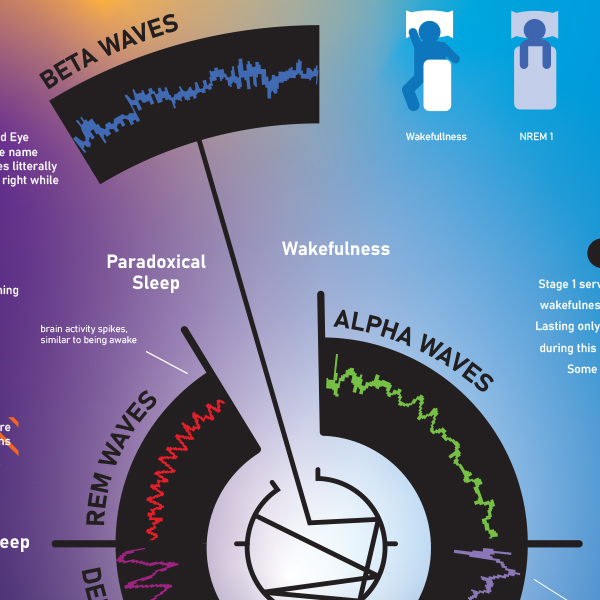 BETA WAVES
Wakefullness
NREM 1
d Eye
e name
es litterally
right while
Wakefulness
Paradoxical
Sleep
ning
Stage 1 serv
wakefulnes
Lasting only
during this
Some
brain activity spikes,
similar to being awake
ALPHA WAVES
REM WAVES
re
ns
eep
DE